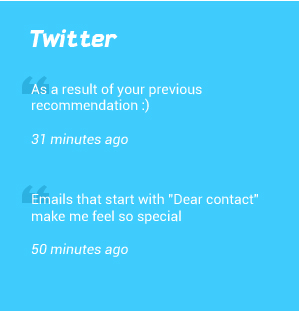 Twitter
As a result of your previous
recommendation :)
31 minutes ago
Emails that start with "Dear contact"
make me feel so special
50 minutes ago